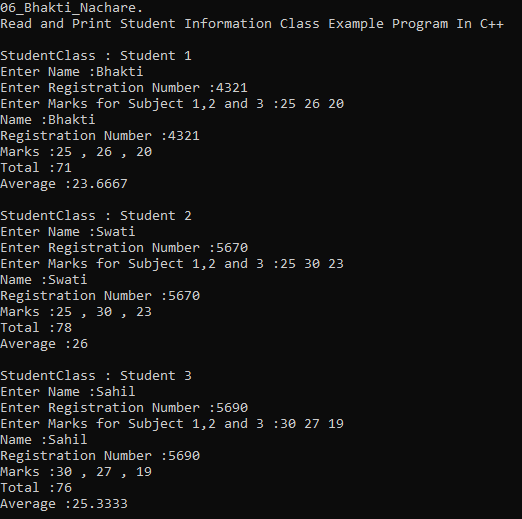 06_Bhakti_Nachare.
Read and Print Student Information Class Example Program In C++
StudentClass : Student 1
Enter Name :Bhakti
Enter Registration Number :4321
Enter Marks for Subject 1,2 and 3 :25 26 20
Name :Bhakti
Registration Number :4321
Marks :25 , 26 , 20
Total :71
Average :23.6667
StudentClass : Student 2
Enter Name :Swati
Enter Registration Number :5670
Enter Marks for Subject 1,2 and 3 :25 30 23
Name :Swati
Registration Number :5670
Marks :25 , 30 , 23
Total :78
Average :26
StudentClass : Student 3
Enter Name :Sahil
Enter Registration Number :5690
Enter Marks for Subject 1,2 and 3 :30 27 19
Name :Sahil
Registration Number :5690
Marks :30 , 27 , 19
Total :76
Average :25.3333